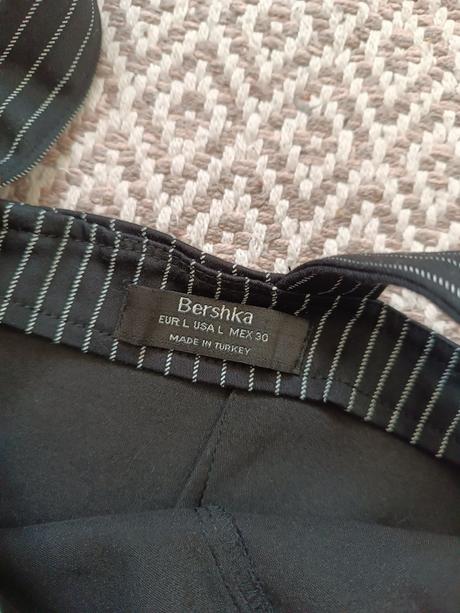 Bershka
EUR L USA L MEX 30
MADE IN TURKEY